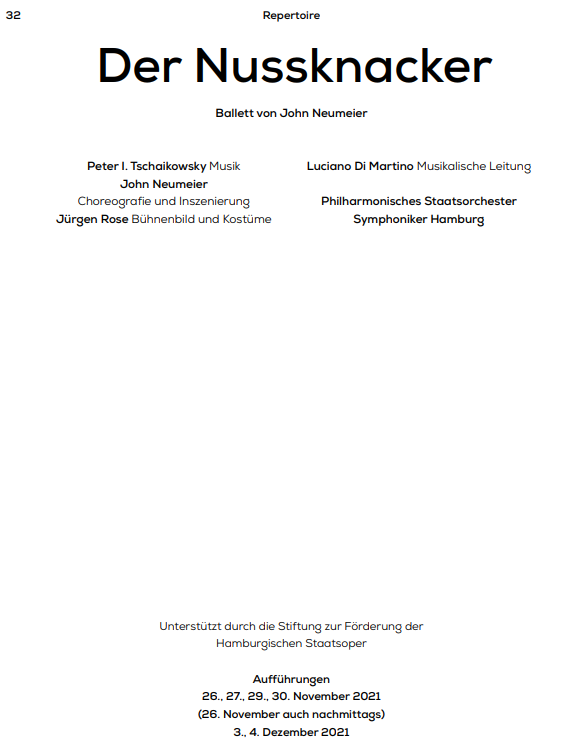 32
Repertoire
Der Nussknacker
Ballett von John Neumeier
Peter I. Tschaikowsky Musik
John Neumeier
Choreografie und Inszenierung
Jürgen Rose Bühnenbild und Kostüme
Luciano Di Martino Musikalische Leitung
Philharmonisches Staatsorchester
Symphoniker Hamburg
Unterstützt durch die Stiftung zur Förderung der
Hamburgischen Staatsoper
Aufführungen
26., 27., 29., 30. November 2021
(26. November auch nachmittags)
3., 4. Dezember 2021